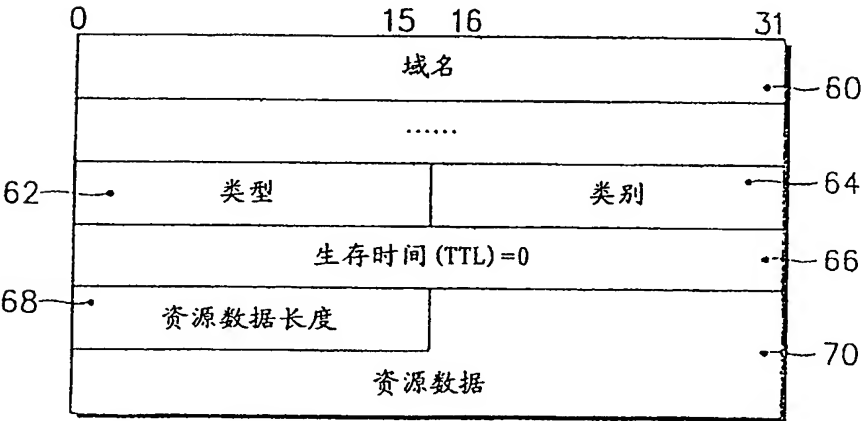 0 15 16 31
域名
60
......
62 类型 类别 64
生存时间(TTL)=0 66
68 资源数据长度
70
资源数据